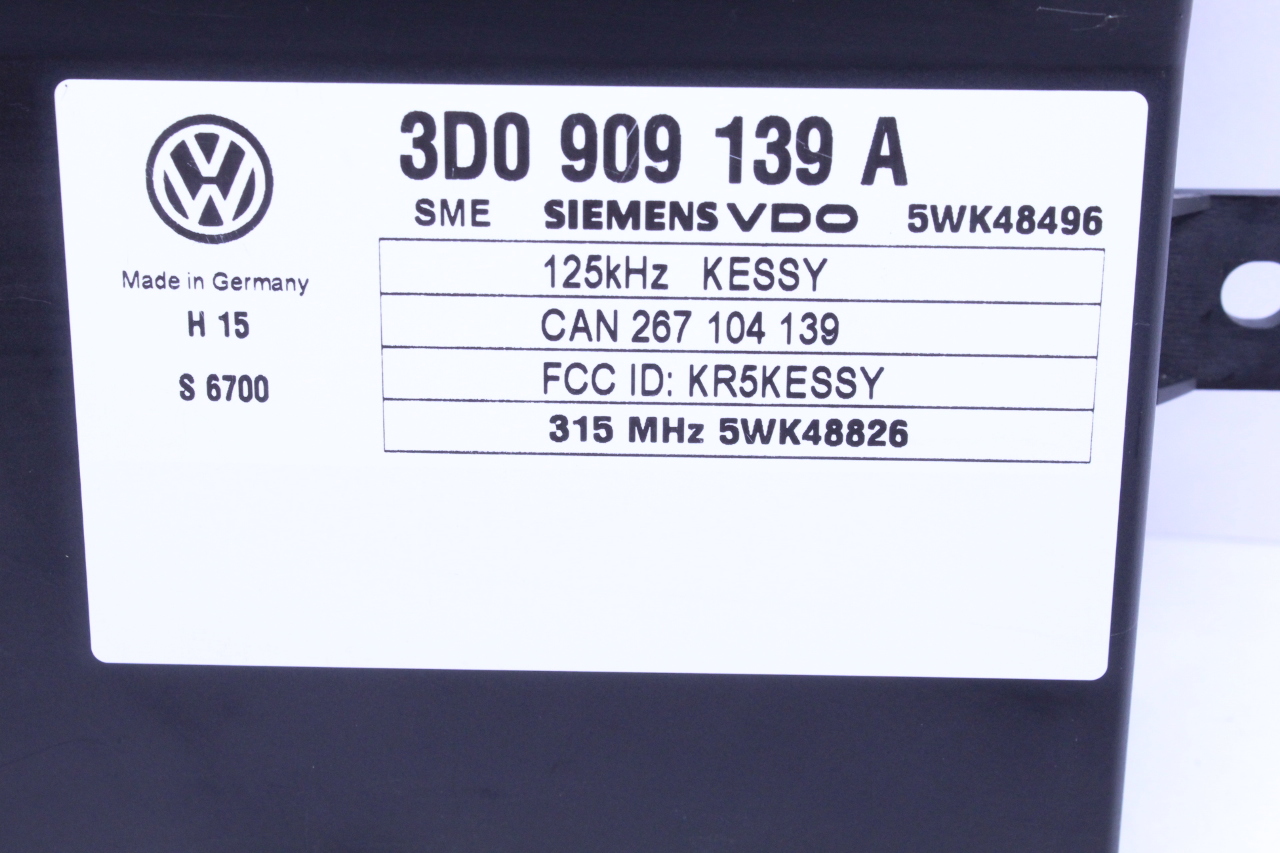 3D0 909 139 A
SME SIEMENS VDO 5WK48496
Made in Germany
H 15
S 6700
125kHz KESSY
CAN 267 104 139
FCC ID: KR5KESSY
315 MHz 5WK48826